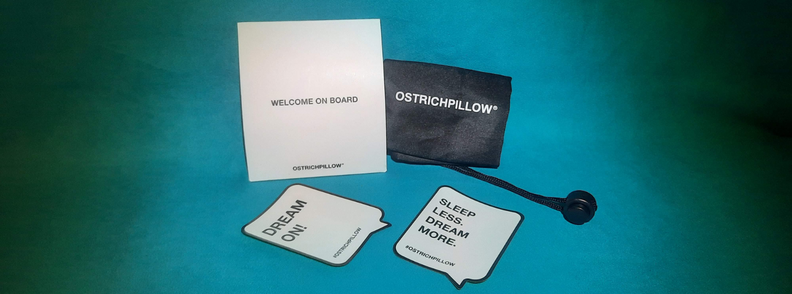 WELCOME ON BOARD
OSTRICHPILLOW®
OSTRICHPILLOW®
DREAM
ON!
#OSTRICHPILLOW
SLEEP
LESS.
DREAM
MORE.
#OSTRICHPILLOW